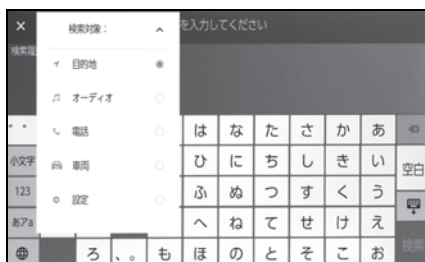 検索対象：
を入力してください
検索履
目的地
オーディオ
電話
車両
設定
はなたさかあ
小文字
ひにちしきい
空白
123
ふぬつすくう
あアa
へねてせけえ
ろ、。もほのとそこお
検索